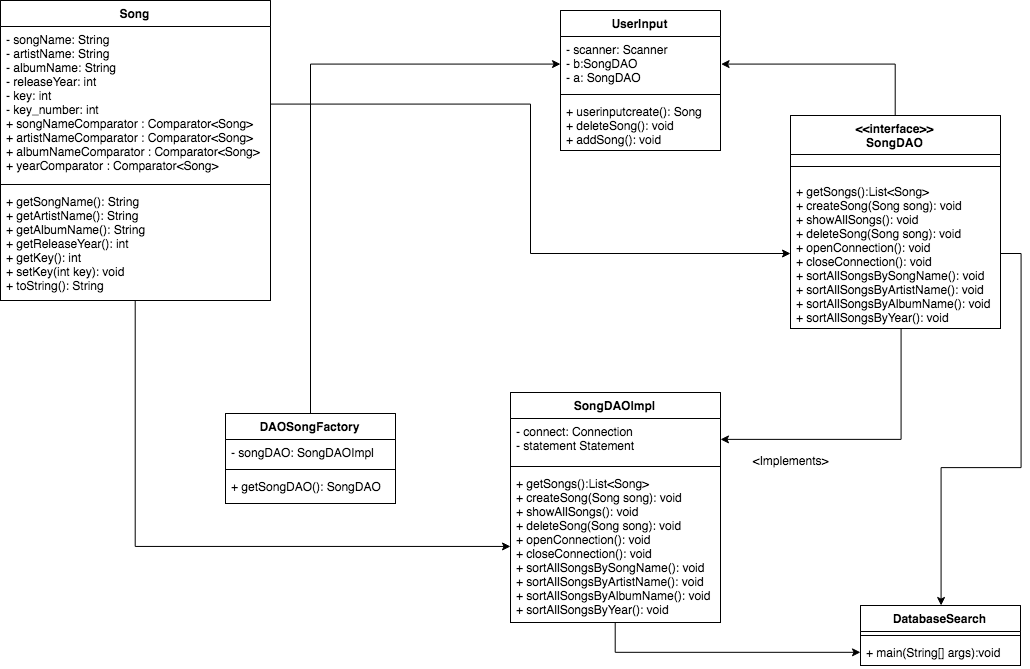 Song
- songName: String
- artistName: String
- albumName: String
- releaseYear: int
- key: int
- key_number: int
+ songNameComparator : Comparator<Song>
+ artistNameComparator : Comparator<Song>
+ albumNameComparator : Comparator<Song>
+ yearComparator : Comparator<Song>
+ getSongName(): String
+ getArtistName(): String
+ getAlbumName(): String
+ getReleaseYear(): int
+ getKey(): int
+ setKey(int key): void
+ toString(): String
UserInput
- scanner: Scanner
- b:SongDAO
- a: SongDAO
+ userinputcreate(): Song
+ deleteSong(): void
+ addSong(): void
<<interface>>
SongDAO
+ getSongs():List<Song>
+ createSong(Song song): void
+ showAllSongs(): void
+ deleteSong(Song song): void
+ openConnection(): void
+ closeConnection(): void
+ sortAllSongsBySongName(): void
+ sortAllSongsByArtistName(): void
+ sortAllSongsByAlbumName(): void
+ sortAllSongsByYear(): void
DAOSongFactory
- songDAO: SongDAOImpl
+ getSongDAO(): SongDAO
SongDAOImpl
- connect: Connection
- statement Statement
+ getSongs():List<Song>
+ createSong(Song song): void
+ showAllSongs(): void
+ deleteSong(Song song): void
+ openConnection(): void
+ closeConnection(): void
+ sortAllSongsBySongName(): void
+ sortAllSongsByArtistName(): void
+ sortAllSongsByAlbumName(): void
+ sortAllSongsByYear(): void
<Implements>
DatabaseSearch
+ main(String[] args):void